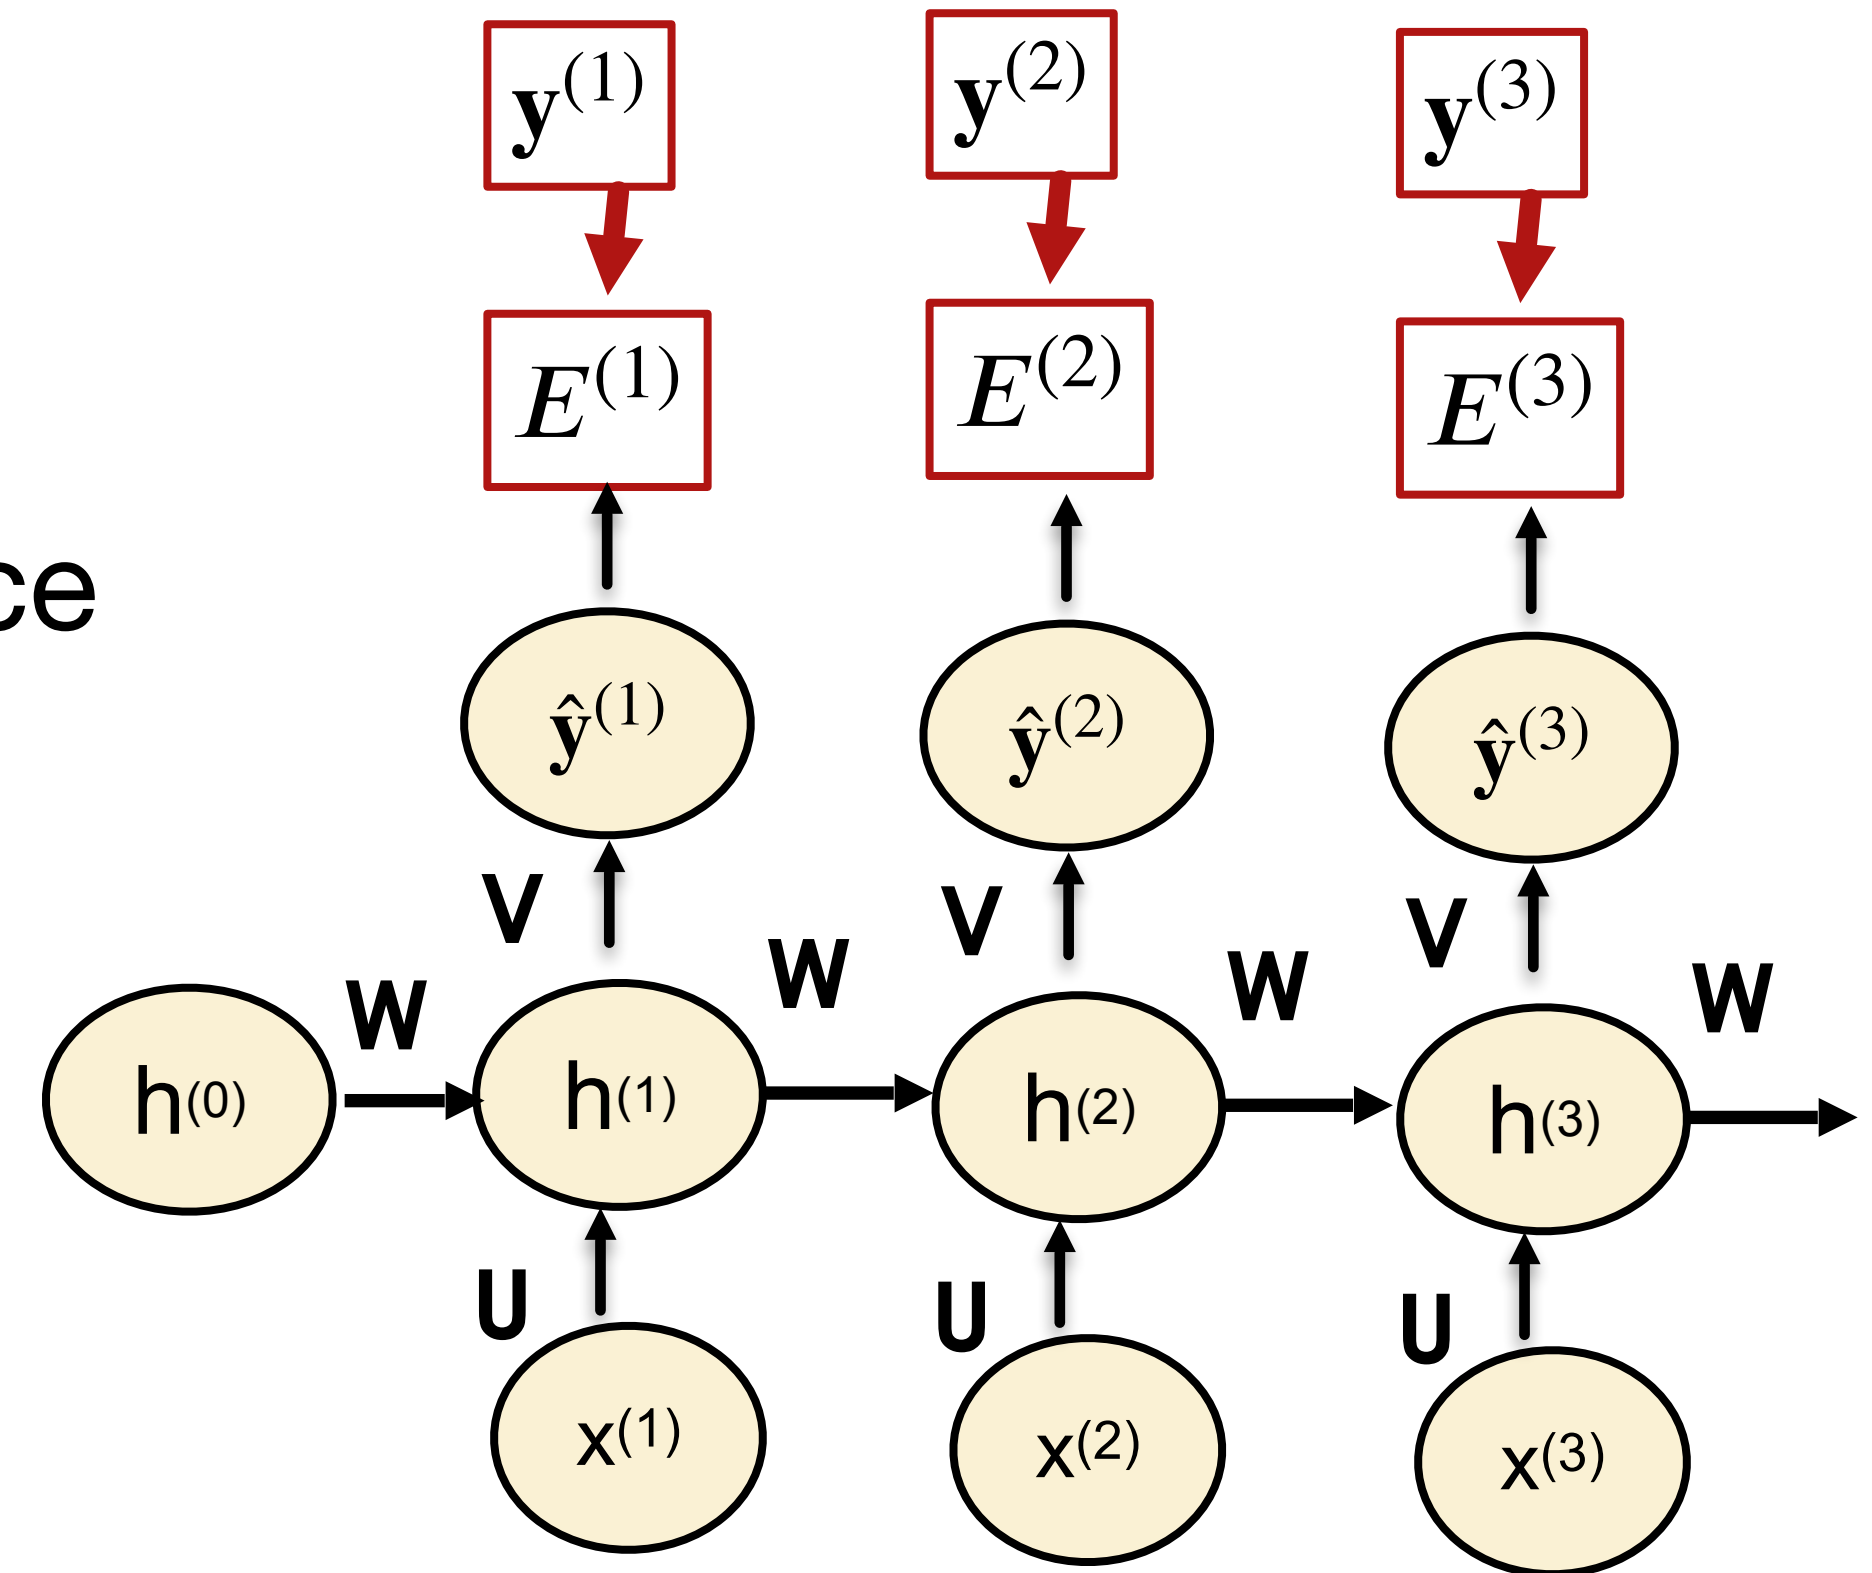 y(1) y(2) y(3)
E(1) E(2) E(3)
ce
ŷ(1) ŷ(2) ŷ(3)
V V V
W W W W
h(0) h(1) h(2) h(3)
U U U
x(1) x(2) x(3)